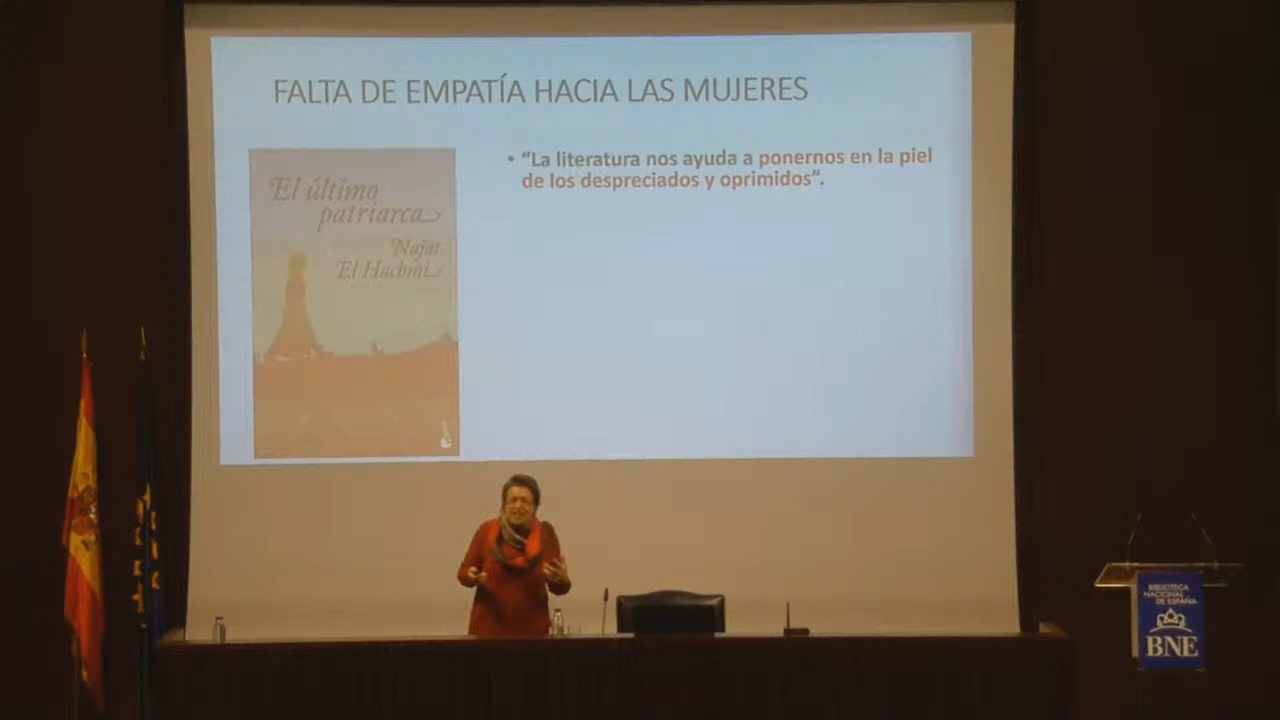 FALTA DE EMPATÍA HACIA LAS MUJERES
El último
patriarca
Najat
El Hachmi
• “La literatura nos ayuda a ponernos en la piel
de los despreciados y oprimidos”.
BIBLIOTECA
NACIONAL
DE ESPAÑA
BNE